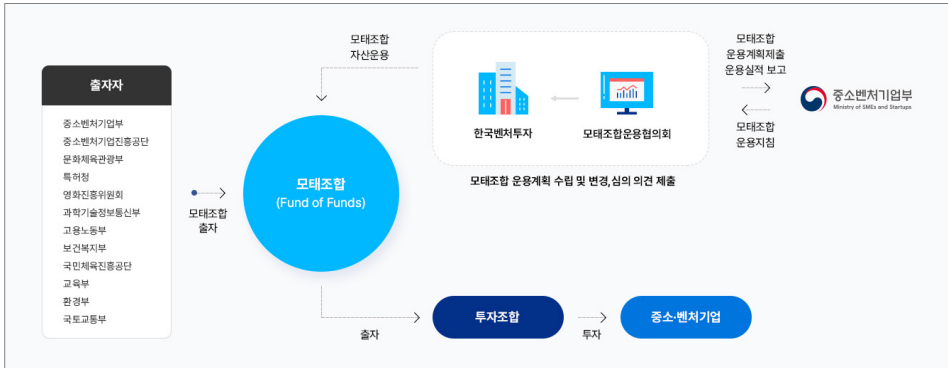 출자자
중소벤처기업부
중소벤처기업진흥공단
문화체육관광부
특허청
영화진흥위원회
과학기술정보통신부
고용노동부
보건복지부
국민체육진흥공단
교육부
환경부
국토교통부
모태조합
출자
모태조합
(Fund of Funds)
모태조합
자산운용
한국벤처투자
모태조합운용협의회
모태조합 운용계획 수립 및 변경,심의 의견 제출
모태조합
운용계획제출
운용실적 보고
모태조합
운용지침
중소벤처기업부
Ministry of SMEs and Startups
출자
투자조합
투자
중소·벤처기업